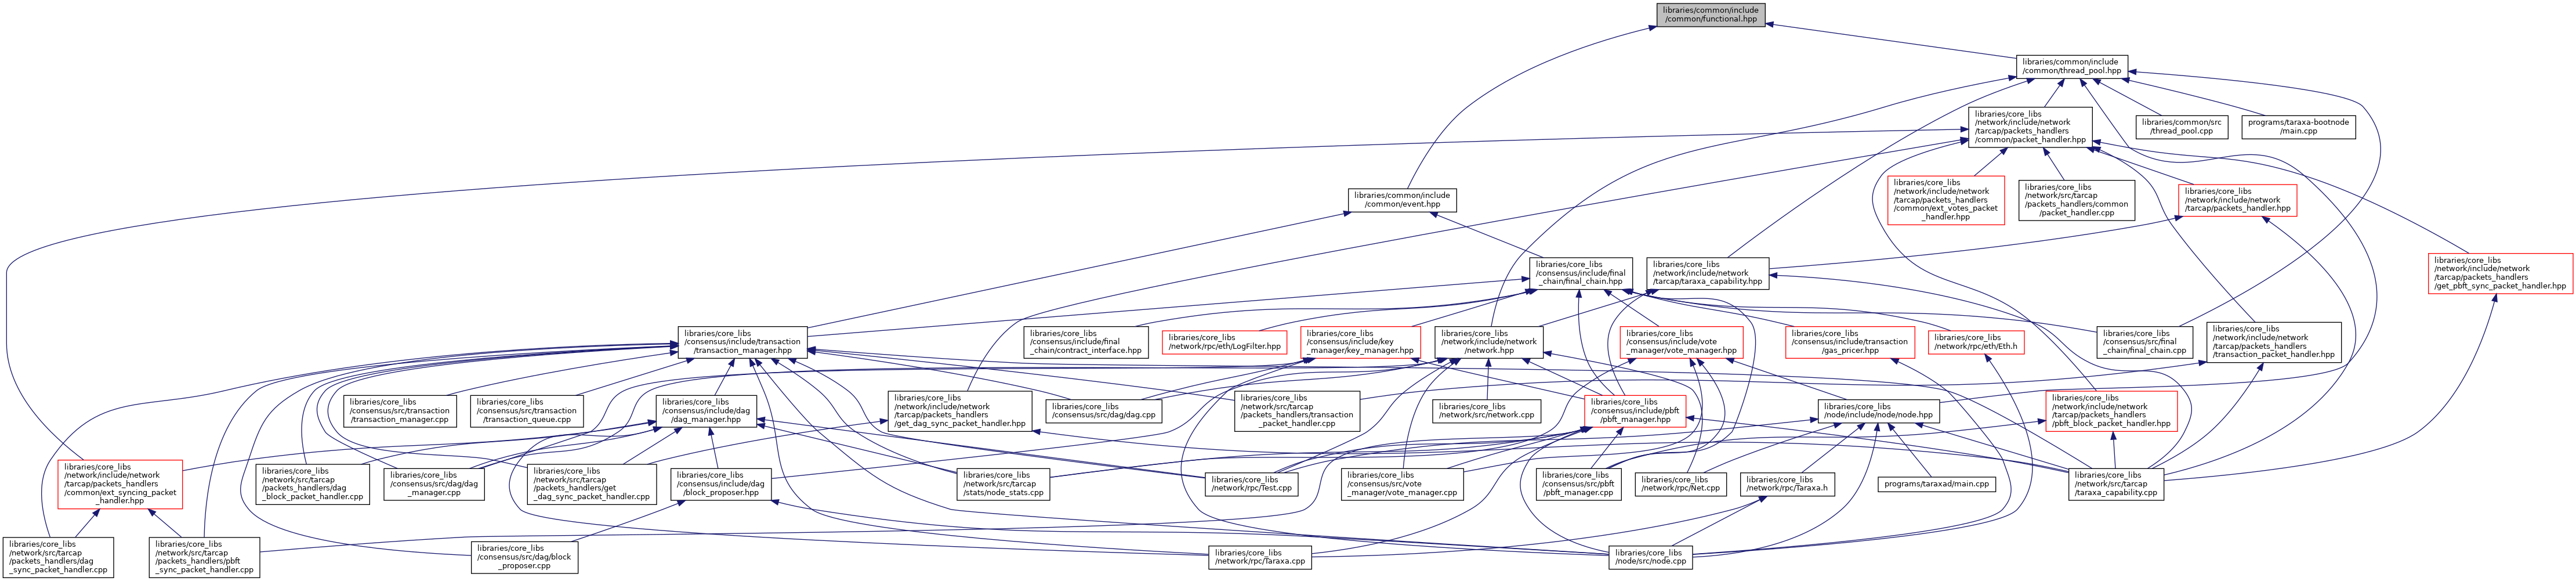 libraries/common/include
/common/functional.hpp
libraries/common/include
/common/thread_pool.hpp
libraries/core_libs
/network/include/network
/tarcap/packets_handlers
/common/packet_handler.hpp
libraries/common/src
/thread_pool.cpp
programs/taraxa-bootnode
/main.cpp
libraries/common/include
/common/event.hpp
libraries/core_libs
/network/include/network
/tarcap/packets_handlers
/common/ext_votes_packet
_handler.hpp
libraries/core_libs
/network/src/tarcap
/packets_handlers/common
/packet_handler.cpp
libraries/core_libs
/network/include/network
/tarcap/packets_handler.hpp
libraries/core_libs
/consensus/include/final
_chain/final_chain.hpp
libraries/core_libs
/network/include/network
/tarcap/taraxa_capability.hpp
libraries/core_libs
/network/include/network
/tarcap/packets_handlers
/get_pbft_sync_packet_handler.hpp
libraries/core_libs
/consensus/include/transaction
/transaction_manager.hpp
libraries/core_libs
/consensus/include/final
_chain/contract_interface.hpp
libraries/core_libs
/network/rpc/eth/LogFilter.hpp
libraries/core_libs
/consensus/include/key
_manager/key_manager.hpp
libraries/core_libs
/network/include/network
/network.hpp
libraries/core_libs
/consensus/include/vote
_manager/vote_manager.hpp
libraries/core_libs
/consensus/include/transaction
/gas_pricer.hpp
libraries/core_libs
/network/rpc/eth/Eth.h
libraries/core_libs
/consensus/src/final
_chain/final_chain.cpp
libraries/core_libs
/network/include/network
/tarcap/packets_handlers
/transaction_packet_handler.hpp
libraries/core_libs
/consensus/src/transaction
/transaction_manager.cpp
libraries/core_libs
/consensus/src/transaction
/transaction_queue.cpp
libraries/core_libs
/consensus/include/dag
/dag_manager.hpp
libraries/core_libs
/network/include/network
/tarcap/packets_handlers
/get_dag_sync_packet_handler.hpp
libraries/core_libs
/consensus/src/dag/dag.cpp
libraries/core_libs
/network/src/tarcap
/packets_handlers/transaction
_packet_handler.cpp
libraries/core_libs
/network/src/network.cpp
libraries/core_libs
/consensus/include/pbft
/pbft_manager.hpp
libraries/core_libs
/node/include/node/node.hpp
libraries/core_libs
/network/include/network
/tarcap/packets_handlers
/pbft_block_packet_handler.hpp
libraries/core_libs
/network/include/network
/tarcap/packets_handlers
/common/ext_syncing_packet
_handler.hpp
libraries/core_libs
/network/src/tarcap
/packets_handlers/dag
_block_packet_handler.cpp
libraries/core_libs
/consensus/src/dag/dag
_manager.cpp
libraries/core_libs
/network/src/tarcap
/packets_handlers/get
_dag_sync_packet_handler.cpp
libraries/core_libs
/consensus/include/dag
/block_proposer.hpp
libraries/core_libs
/network/src/tarcap
/stats/node_stats.cpp
libraries/core_libs
/network/rpc/Test.cpp
libraries/core_libs
/consensus/src/vote
_manager/vote_manager.cpp
libraries/core_libs
/consensus/src/pbft
/pbft_manager.cpp
libraries/core_libs
/network/rpc/Net.cpp
libraries/core_libs
/network/rpc/Taraxa.h
programs/taraxad/main.cpp
libraries/core_libs
/network/src/tarcap
/taraxa_capability.cpp
libraries/core_libs
/network/src/tarcap
/packets_handlers/dag
_sync_packet_handler.cpp
libraries/core_libs
/network/src/tarcap
/packets_handlers/pbft
_sync_packet_handler.cpp
libraries/core_libs
/consensus/src/dag/block
_proposer.cpp
libraries/core_libs
/network/rpc/Taraxa.cpp
libraries/core_libs
/node/src/node.cpp